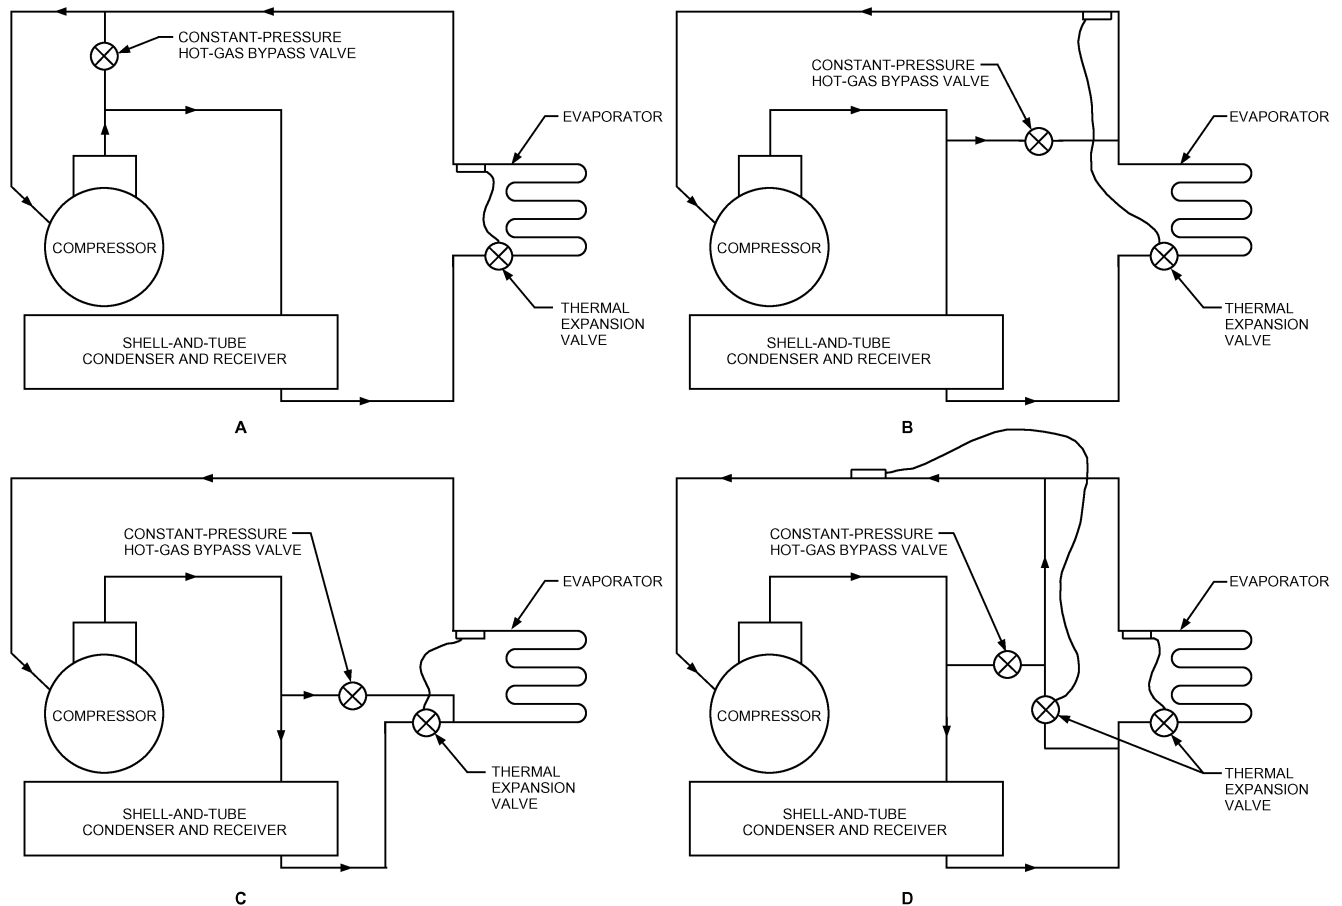 CONSTANT-PRESSURE
HOT-GAS BYPASS VALVE
EVAPORATOR
COMPRESSOR
THERMAL
EXPANSION
VALVE
SHELL-AND-TUBE
CONDENSER AND RECEIVER
A
CONSTANT-PRESSURE
HOT-GAS BYPASS VALVE
EVAPORATOR
COMPRESSOR
THERMAL
EXPANSION
VALVE
SHELL-AND-TUBE
CONDENSER AND RECEIVER
B
CONSTANT-PRESSURE
HOT-GAS BYPASS VALVE
EVAPORATOR
COMPRESSOR
THERMAL
EXPANSION
VALVE
SHELL-AND-TUBE
CONDENSER AND RECEIVER
C
CONSTANT-PRESSURE
HOT-GAS BYPASS VALVE
EVAPORATOR
COMPRESSOR
THERMAL
EXPANSION
VALVE
SHELL-AND-TUBE
CONDENSER AND RECEIVER
D